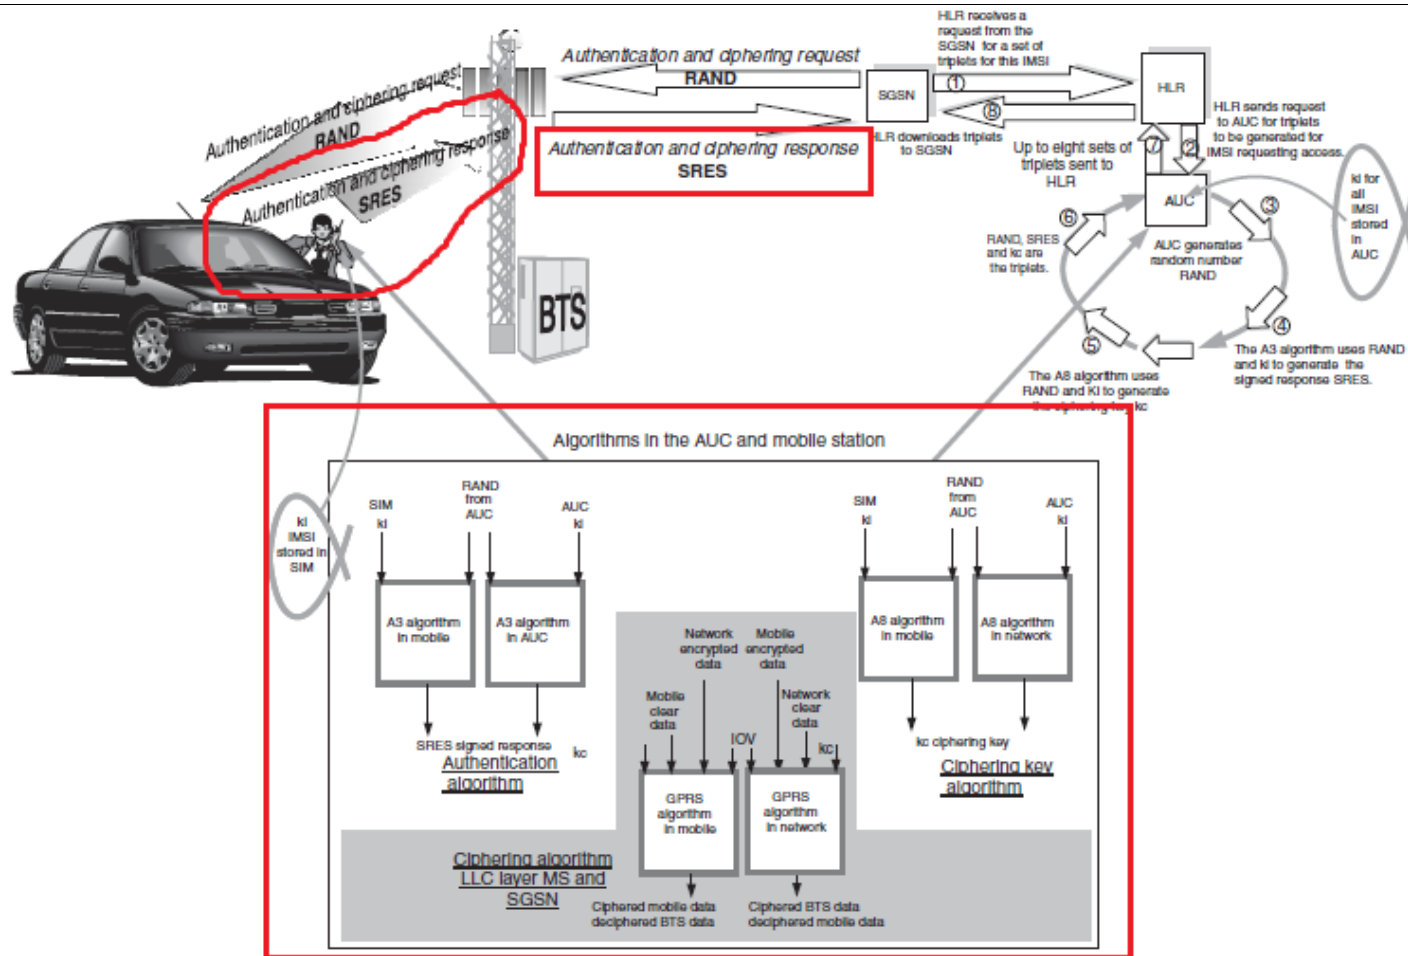 HLR receives a
request from the
SGSN for a set of
triplets for this IMSI
Authentication and ciphering request
RAND
SGSN
①
HLR
⑧
Authentication and ciphering request
RAND
Authentication and ciphering response
SRES
Authentication and ciphering response
SRES
HLR downloads triplets
to SGSN
HLR sends request
to AUC for triplets
to be generated for
IMSI requesting access.
Up to eight sets of
triplets sent to
HLR
⑦
②
AUC
ki for
all
IMSI
stored
in
AUC
⑥
③
RAND, SRES
and kc are
the triplets.
AUC generates
random number
RAND
BTS
④
⑤
The A3 algorithm uses RAND
and ki to generate the
signed response SRES.
The A8 algorithm uses
RAND and KI to generate
the ciphering key kc
Algorithms in the AUC and mobile station
ki
IMSI
stored in
SIM
SIM
ki
RAND
from
AUC
AUC
ki
SIM
ki
RAND
from
AUC
AUC
ki
A3 algorithm
in mobile
A3 algorithm
in AUC
A8 algorithm
in mobile
A8 algorithm
in network
Network
encrypted
data
Mobile
encrypted
data
Mobile
clear
data
Network
clear
data
IOV
kc
SRES signed response
kc
Authentication
algorithm
kc ciphering key
Ciphering key
algorithm
GPRS
algorithm
in mobile
GPRS
algorithm
in network
Ciphering algorithm
LLC layer MS and
SGSN
Ciphered mobile data
deciphered BTS data
Ciphered BTS data
deciphered mobile data